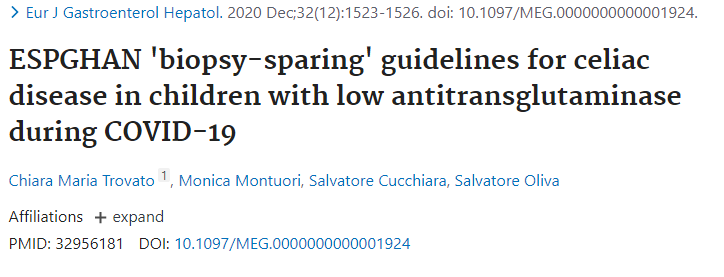 > Eur J Gastroenterol Hepatol. 2020 Dec;32(12):1523-1526. doi: 10.1097/MEG.0000000000001924.
ESPGHAN 'biopsy-sparing' guidelines for celiac
disease in children with low antitransglutaminase
during COVID-19
Chiara Maria Trovato 1, Monica Montuori, Salvatore Cucchiara, Salvatore Oliva
Affiliations + expand
PMID: 32956181 DOI: 10.1097/MEG.0000000000001924